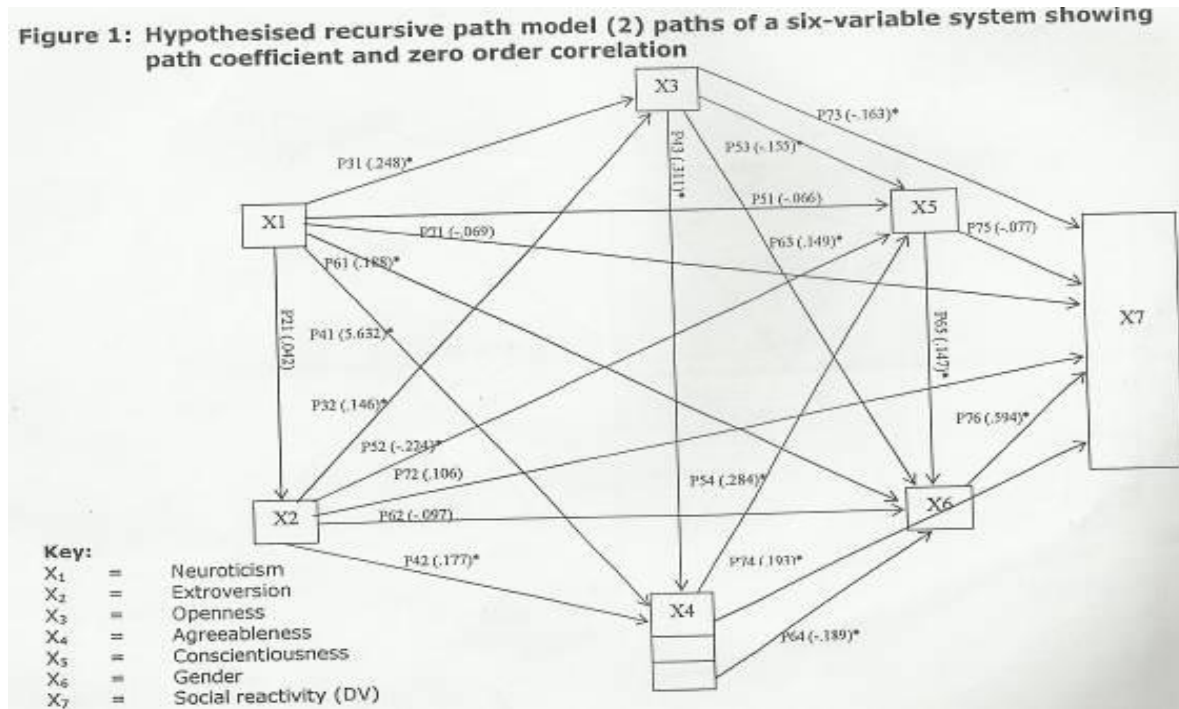 Figure 1: Hypothesised recursive path model (2) paths of a six-variable system showing
path coefficient and zero order correlation
X3
P73 (-.163)*
P43 (.311)*
P53 (-.155)*
P31 (.248)*
P51 (-.066)
X5
X1
P71 (-.069)
P63 (.149)*
P75 (-.077)
P61 (.188)*
X7
P21 (.042)
P41 (5.632)*
P65 (.147)*
P32 (.146)*
P76 (.594)*
P52 (-.224)*
P72 (.106)
P54 (.284)*
X6
X2
P62 (-.097)
P42 (.177)*
P74 (.193)*
X4
P64 (-.189)*
Key:
X₁ = Neuroticism
X₂ = Extroversion
X₃ = Openness
X₄ = Agreeableness
X₅ = Conscientiousness
X₆ = Gender
X₇ = Social reactivity (DV)